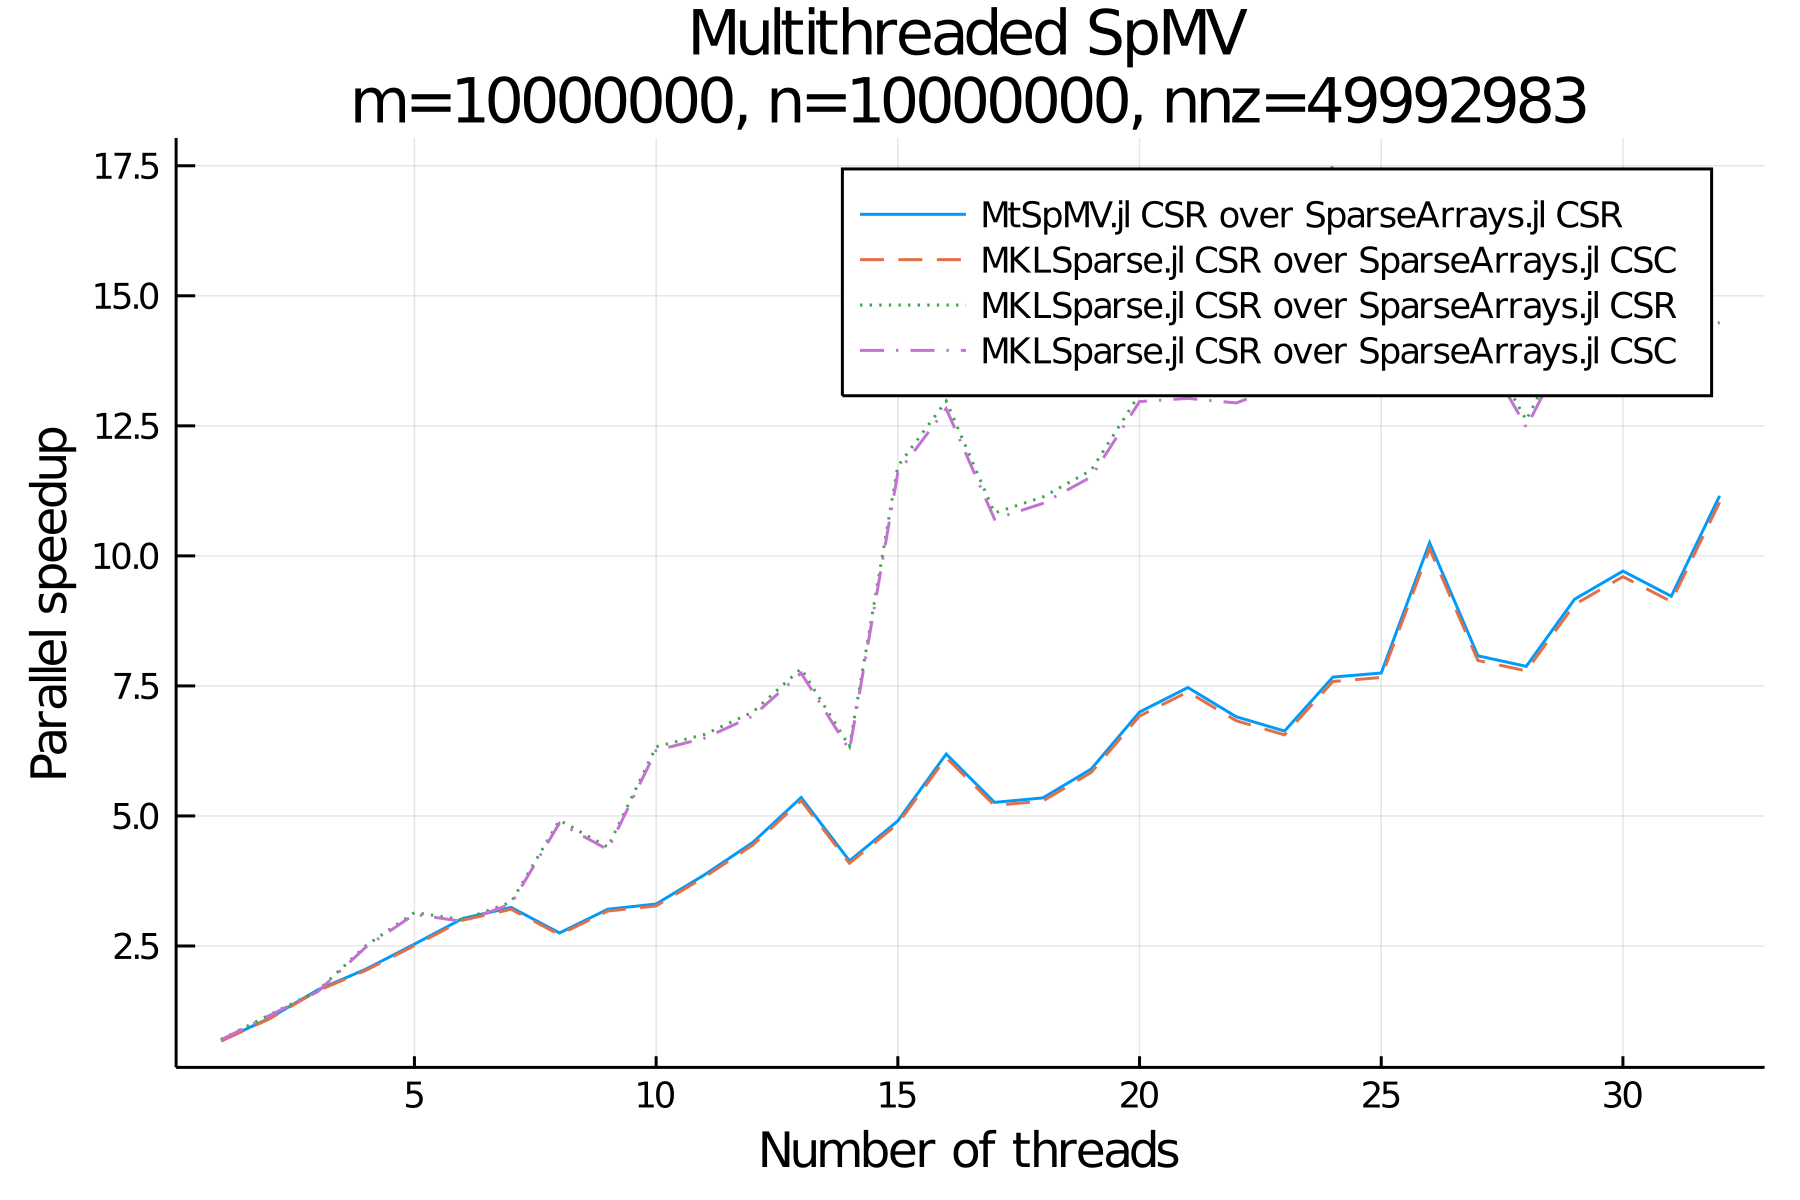 Multithreaded SpMV
m=10000000, n=10000000, nnz=49992983
17.5
15.0
12.5
10.0
7.5
5.0
2.5
Parallel speedup
MtSpMV.jl CSR over SparseArrays.jl CSR
MKLSparse.jl CSR over SparseArrays.jl CSC
MKLSparse.jl CSR over SparseArrays.jl CSR
MKLSparse.jl CSR over SparseArrays.jl CSC
5 10 15 20 25 30
Number of threads